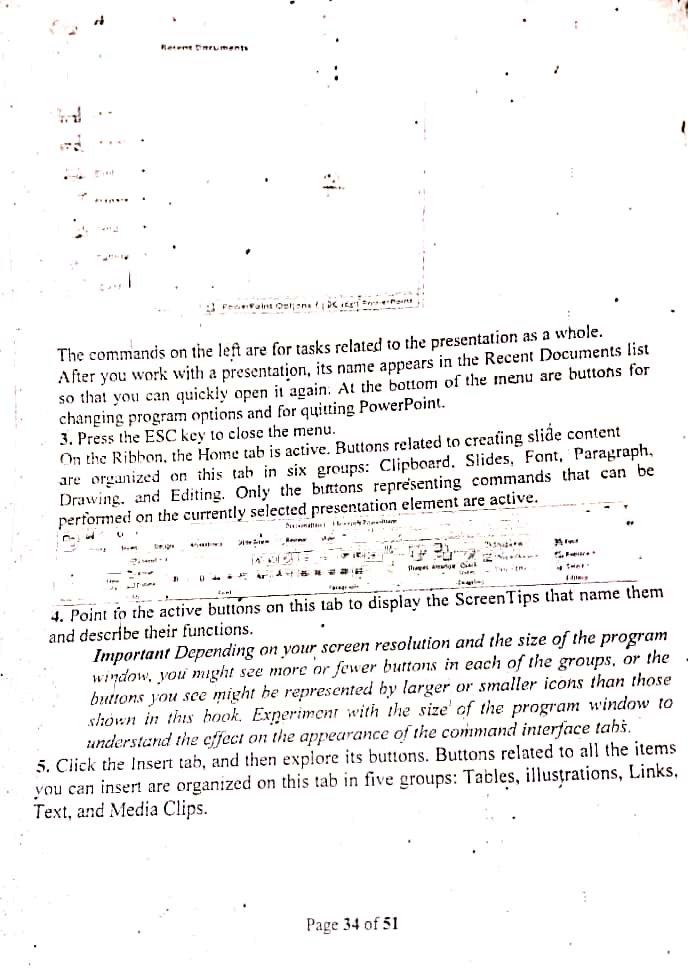 Recent Documents
PowerPoint Options
The commands on the left are for tasks related to the presentation as a whole.
After you work with a presentation, its name appears in the Recent Documents list
so that you can quickly open it again. At the bottom of the menu are buttons for
changing program options and for quitting PowerPoint.
3. Press the ESC key to close the menu.
On the Ribbon, the Home tab is active. Buttons related to creating slide content
are organized on this tab in six groups: Clipboard, Slides, Font, Paragraph,
Drawing, and Editing. Only the buttons representing commands that can be
performed on the currently selected presentation element are active.
4. Point to the active buttons on this tab to display the ScreenTips that name them
and describe their functions.
Important Depending on your screen resolution and the size of the program
window, you might see more or fewer buttons in each of the groups, or the
buttons you see might be represented by larger or smaller icons than those
shown in this book. Experiment with the size of the program window to
understand the effect on the appearance of the command interface tabs.
5. Click the Insert tab, and then explore its buttons. Buttons related to all the items
you can insert are organized on this tab in five groups: Tables, illustrations, Links,
Text, and Media Clips.
Page 34 of 51